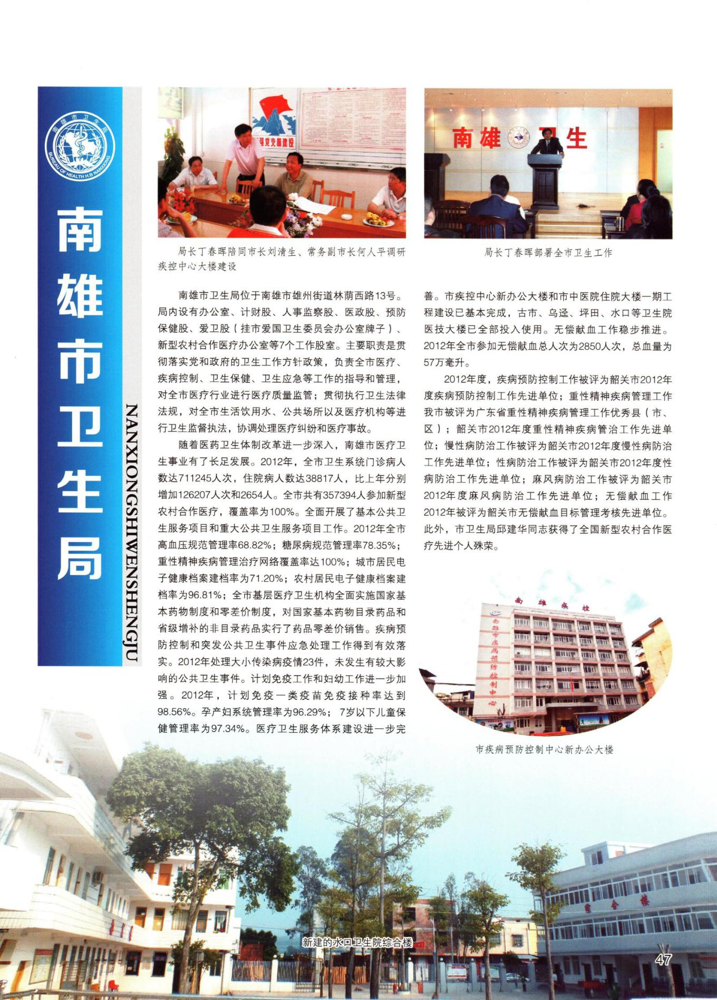 南雄市卫生局
BUREAU OF HEALTH H.B NANXIONG
南雄市卫生局
NANXIONGSHIWENSHENGJU
强党支部建设
局长丁春晖陪同市长刘清生、常务副市长何人平调研
疾控中心大楼建设
南雄 卫生
局长丁春晖部署全市卫生工作
南雄市卫生局位于南雄市雄州街道林荫西路13号。
局内设有办公室、计财股、人事监察股、医政股、预防
保健股、爱卫股（挂市爱国卫生委员会办公室牌子）、
新型农村合作医疗办公室等7个工作股室。主要职责是贯
彻落实党和政府的卫生工作方针政策，负责全市医疗、
疾病控制、卫生保健、卫生应急等工作的指导和管理，
对全市医疗行业进行医疗质量监管；贯彻执行卫生法律
法规，对全市生活饮用水、公共场所以及医疗机构等进
行卫生监督执法，协调处理医疗纠纷和医疗事故。
随着医药卫生体制改革进一步深入，南雄市医疗卫
生事业有了长足发展。2012年，全市卫生系统门诊病人
数达711245人次，住院病人数达38817人，比上年分别
增加126207人次和2654人。全市共有357394人参加新型
农村合作医疗，覆盖率为100%。全面开展了基本公共卫
生服务项目和重大公共卫生服务项目工作。2012年全市
高血压规范管理率68.82%；糖尿病规范管理率78.35%；
重性精神疾病管理治疗网络覆盖率达100%；城市居民电
子健康档案建档率为71.20%；农村居民电子健康档案建
档率为96.81%；全市基层医疗卫生机构全面实施国家基
本药物制度和零差价制度，对国家基本药物目录药品和
省级增补的非目录药品实行了药品零差价销售。疾病预
防控制和突发公共卫生事件应急处理工作得到有效落
实。2012年处理大小传染病疫情23件，未发生有较大影
响的公共卫生事件。计划免疫工作和妇幼工作进一步加
强。2012年，计划免疫一类疫苗免疫接种率达到
98.56%。孕产妇系统管理率为96.29%； 7岁以下儿童保
健管理率为97.34%。医疗卫生服务体系建设进一步完
善。市疾控中心新办公大楼和市中医院住院大楼一期工
程建设已基本完成，古市、乌迳、坪田、水口等卫生院
医技大楼已全部投入使用。无偿献血工作稳步推进。
2012年全市参加无偿献血总人次为2850人次，总血量为
57万毫升。
2012年度，疾病预防控制工作被评为韶关市2012年
度疾病预防控制工作先进单位；重性精神疾病管理工作
我市被评为广东省重性精神疾病管理工作优秀县（市、
区）；韶关市2012年度重性精神疾病管治工作先进单
位；慢性病防治工作被评为韶关市2012年度慢性病防治
工作先进单位；性病防治工作被评为韶关市2012年度性
病防治工作先进单位；麻风病防治工作被评为韶关市
2012年度麻风病防治工作先进单位；无偿献血工作
2012年被评为韶关市无偿献血目标管理考核先进单位。
此外，市卫生局邱建华同志获得了全国新型农村合作医
疗先进个人殊荣。
南雄疾控
南雄市疾病预防控制中心
市疾病预防控制中心新办公大楼
综合楼
新建的水口卫生院综合楼
47